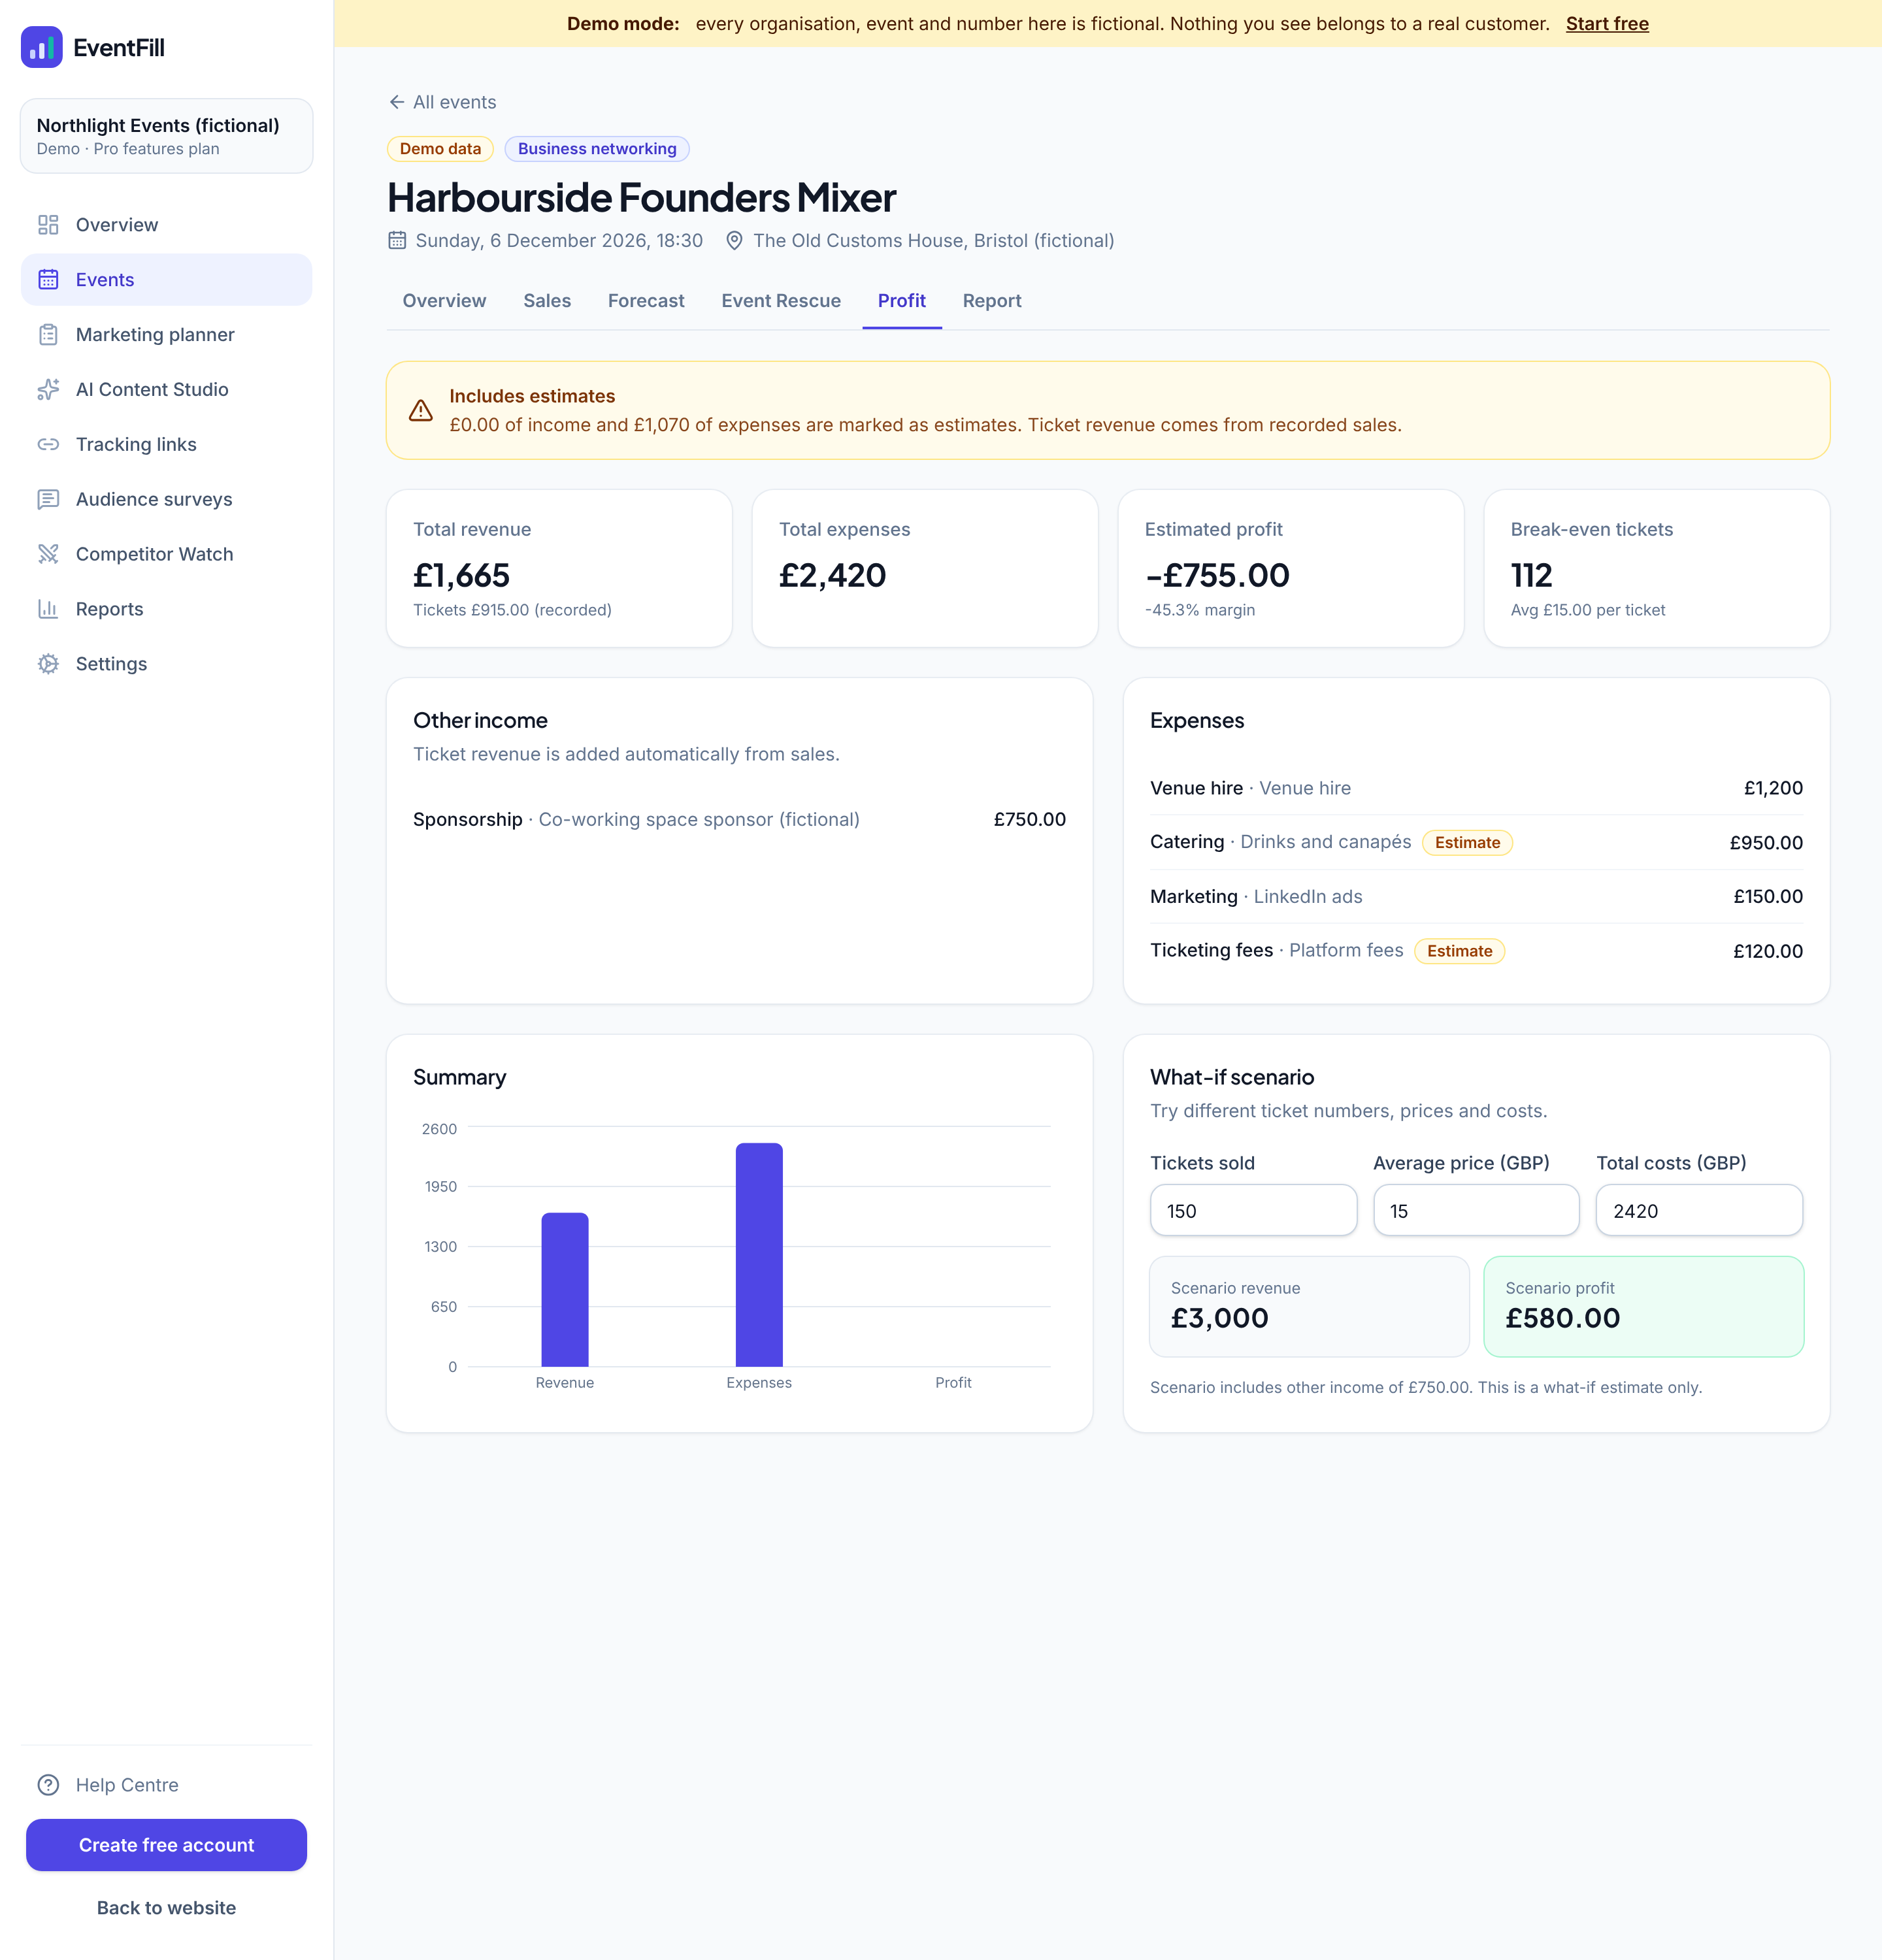 EventFill
Northlight Events (fictional)
Demo · Pro features plan
Overview
Events
Marketing planner
AI Content Studio
Tracking links
Audience surveys
Competitor Watch
Reports
Settings
Help Centre
Create free account
Back to website
Demo mode: every organisation, event and number here is fictional. Nothing you see belongs to a real customer. Start free
All events
Demo data Business networking
Harbourside Founders Mixer
Sunday, 6 December 2026, 18:30 The Old Customs House, Bristol (fictional)
Overview Sales Forecast Event Rescue Profit Report
Includes estimates
£0.00 of income and £1,070 of expenses are marked as estimates. Ticket revenue comes from recorded sales.
Total revenue
£1,665
Tickets £915.00 (recorded)
Total expenses
£2,420
Estimated profit
-£755.00
-45.3% margin
Break-even tickets
112
Avg £15.00 per ticket
Other income
Ticket revenue is added automatically from sales.
Sponsorship · Co-working space sponsor (fictional) £750.00
Expenses
Venue hire · Venue hire £1,200
Catering · Drinks and canapés Estimate £950.00
Marketing · LinkedIn ads £150.00
Ticketing fees · Platform fees Estimate £120.00
Summary
2600
1950
1300
650
0
Revenue Expenses Profit
What-if scenario
Try different ticket numbers, prices and costs.
Tickets sold Average price (GBP) Total costs (GBP)
150 15 2420
Scenario revenue
£3,000
Scenario profit
£580.00
Scenario includes other income of £750.00. This is a what-if estimate only.